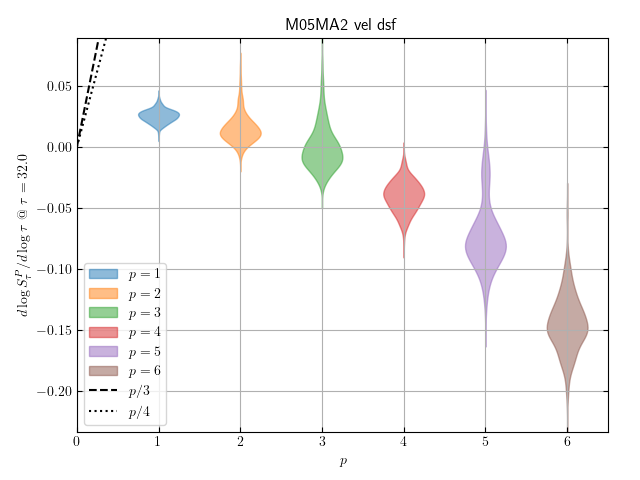 M05MA2 vel dsf
d log S_τ^P / d log τ @ τ = 32.0
0.05
0.00
−0.05
−0.10
−0.15
−0.20
p = 1
p = 2
p = 3
p = 4
p = 5
p = 6
p/3
p/4
0 1 2 3 4 5 6
p